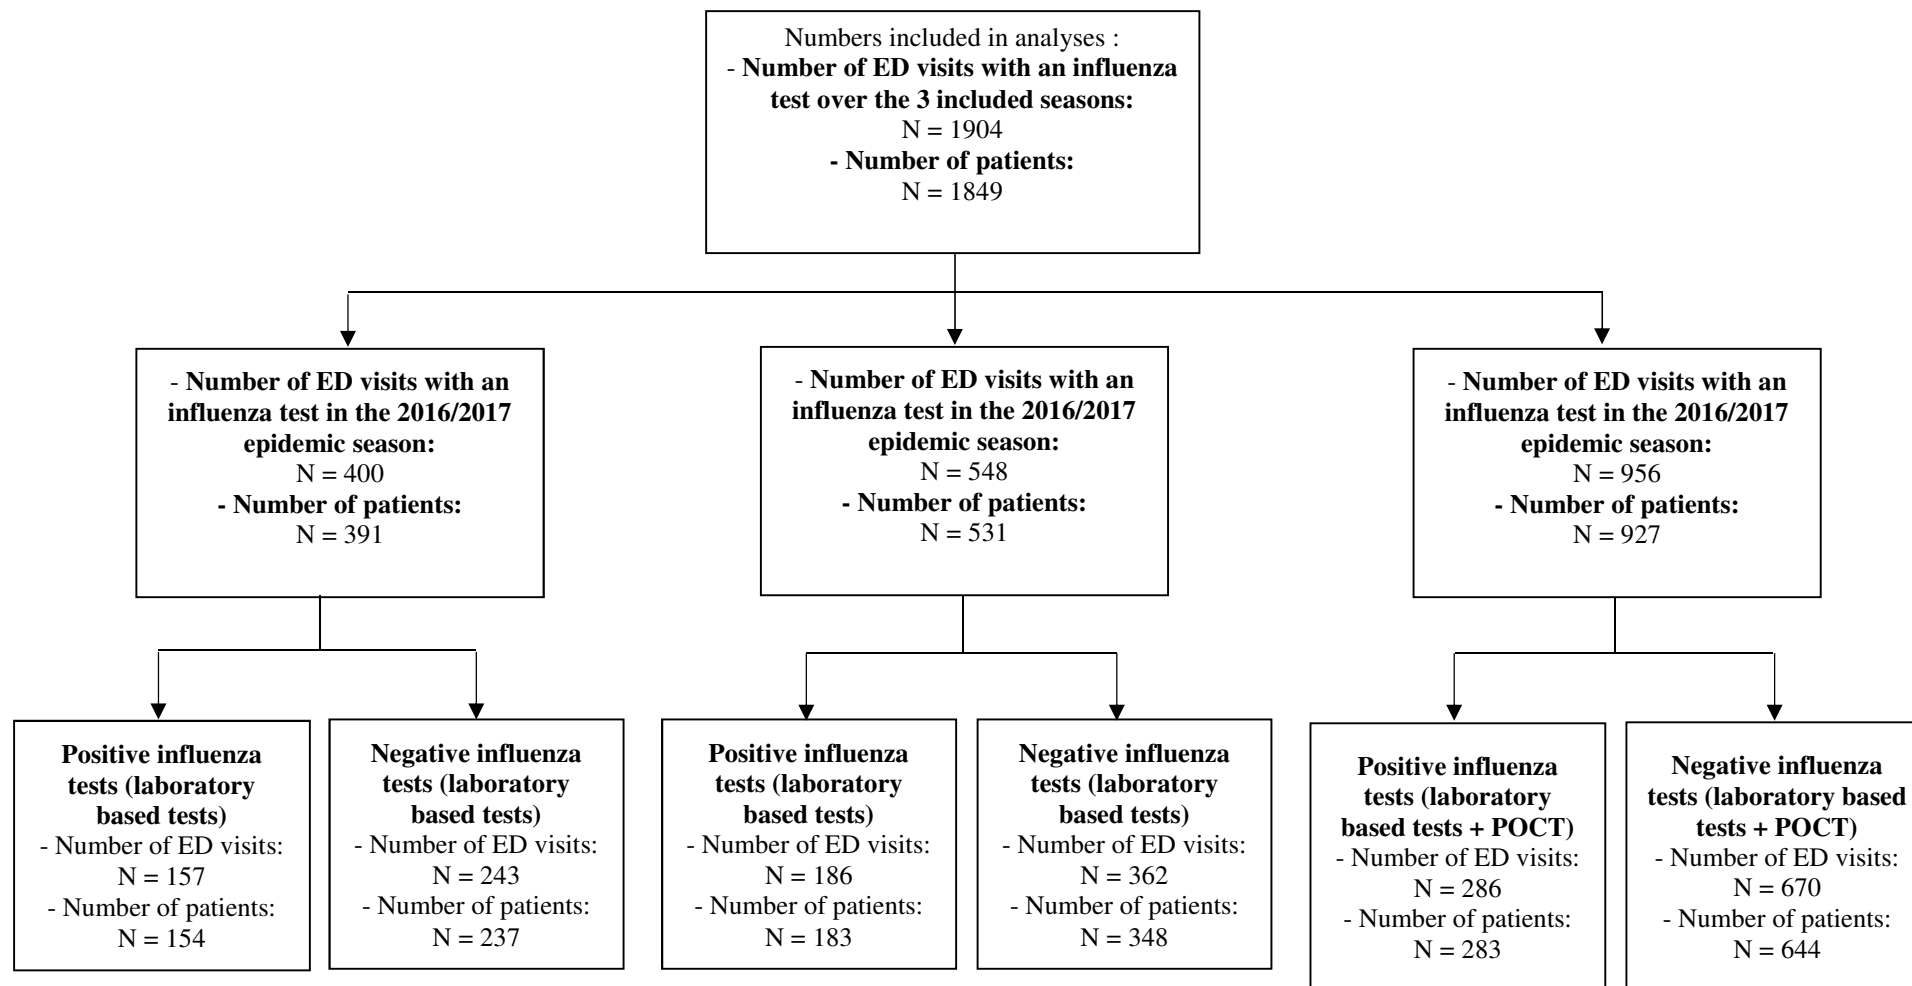 Numbers included in analyses :
- Number of ED visits with an influenza
test over the 3 included seasons:
N = 1904
- Number of patients:
N = 1849
- Number of ED visits with an
influenza test in the 2016/2017
epidemic season:
N = 400
- Number of patients:
N = 391
- Number of ED visits with an
influenza test in the 2016/2017
epidemic season:
N = 548
- Number of patients:
N = 531
- Number of ED visits with an
influenza test in the 2016/2017
epidemic season:
N = 956
- Number of patients:
N = 927
Positive influenza
tests (laboratory
based tests)
- Number of ED visits:
N = 157
- Number of patients:
N = 154
Negative influenza
tests (laboratory
based tests)
- Number of ED visits:
N = 243
- Number of patients:
N = 237
Positive influenza
tests (laboratory
based tests)
- Number of ED visits:
N = 186
- Number of patients:
N = 183
Negative influenza
tests (laboratory
based tests)
- Number of ED visits:
N = 362
- Number of patients:
N = 348
Positive influenza
tests (laboratory
based tests + POCT)
- Number of ED visits:
N = 286
- Number of patients:
N = 283
Negative influenza
tests (laboratory based
tests + POCT)
- Number of ED visits:
N = 670
- Number of patients:
N = 644